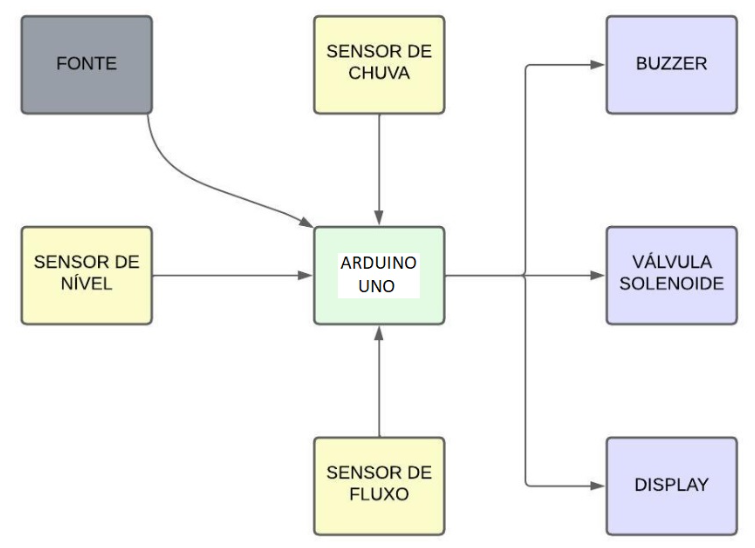 FONTE
SENSOR DE
CHUVA
BUZZER
SENSOR DE
NÍVEL
ARDUINO
UNO
VÁLVULA
SOLENOIDE
SENSOR DE
FLUXO
DISPLAY